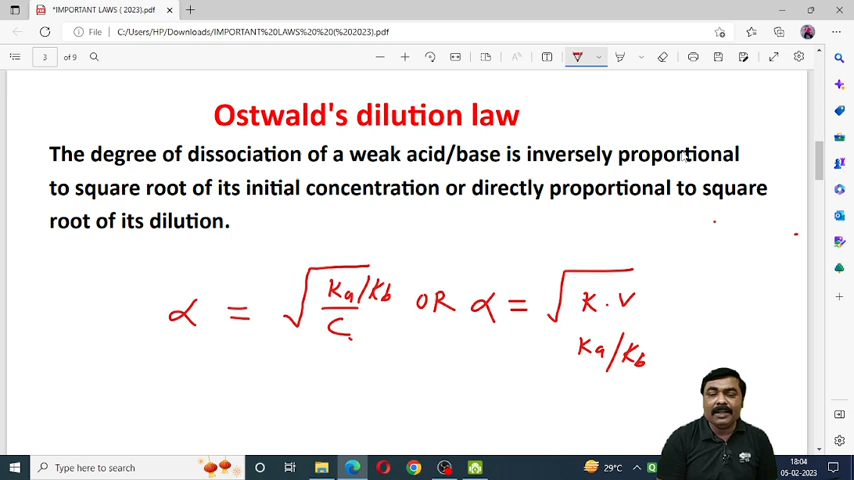 *IMPORTANT LAWS ( 2023).pdf
File
C:/Users/HP/Downloads/IMPORTANT%20LAWS%20%20(%202023).pdf
3 of 9
Ostwald's dilution law
The degree of dissociation of a weak acid/base is inversely proportional
to square root of its initial concentration or directly proportional to square
root of its dilution.
α = √ Ka/Kb / C OR α = √ K . V
Ka/Kb
Type here to search
29°C
18:04
05-02-2023